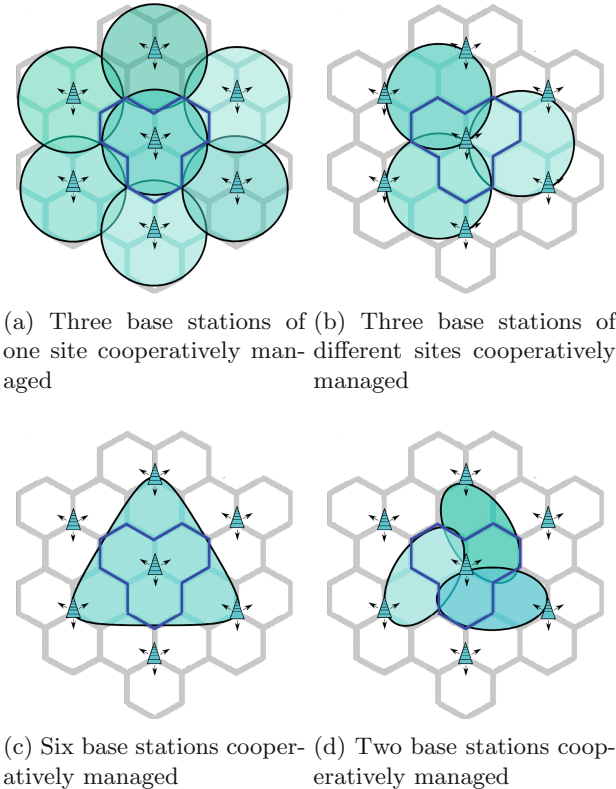 (a) Three base stations of
one site cooperatively man-
aged
(b) Three base stations of
different sites cooperatively
managed
(c) Six base stations cooper-
atively managed
(d) Two base stations coop-
eratively managed